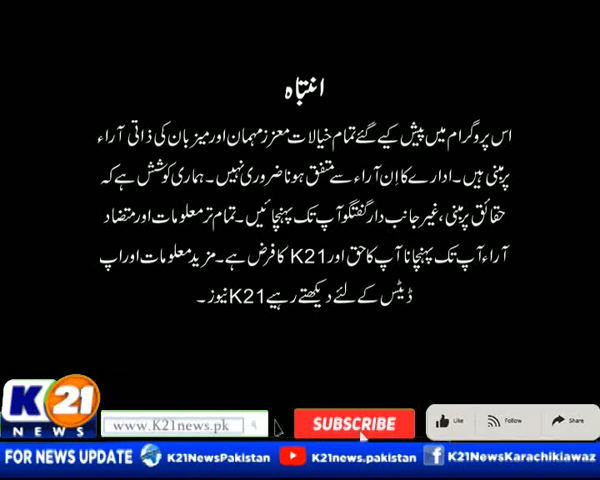 انتباہ
اس پروگرام میں پیش کیے گئے تمام خیالات معزز مہمان اور میزبان کی ذاتی آراء
پر مبنی ہیں۔ ادارے کا اِن آراء سے متفق ہونا ضروری نہیں۔ ہماری کوشش ہے کہ
حقائق پر مبنی، غیر جانب دار گفتگو آپ تک پہنچائیں۔ تمام تر معلومات اور متضاد
آراء آپ تک پہنچانا آپ کا حق اور K21 کا فرض ہے۔ مزید معلومات اور اپ
ڈیٹس کے لئے دیکھتے رہیے K21 نیوز۔
K21
NEWS
www.K21news.pk
SUBSCRIBE
Like
Follow
Share
FOR NEWS UPDATE K21NewsPakistan K21news.pakistan K21NewsKarachikiawaz